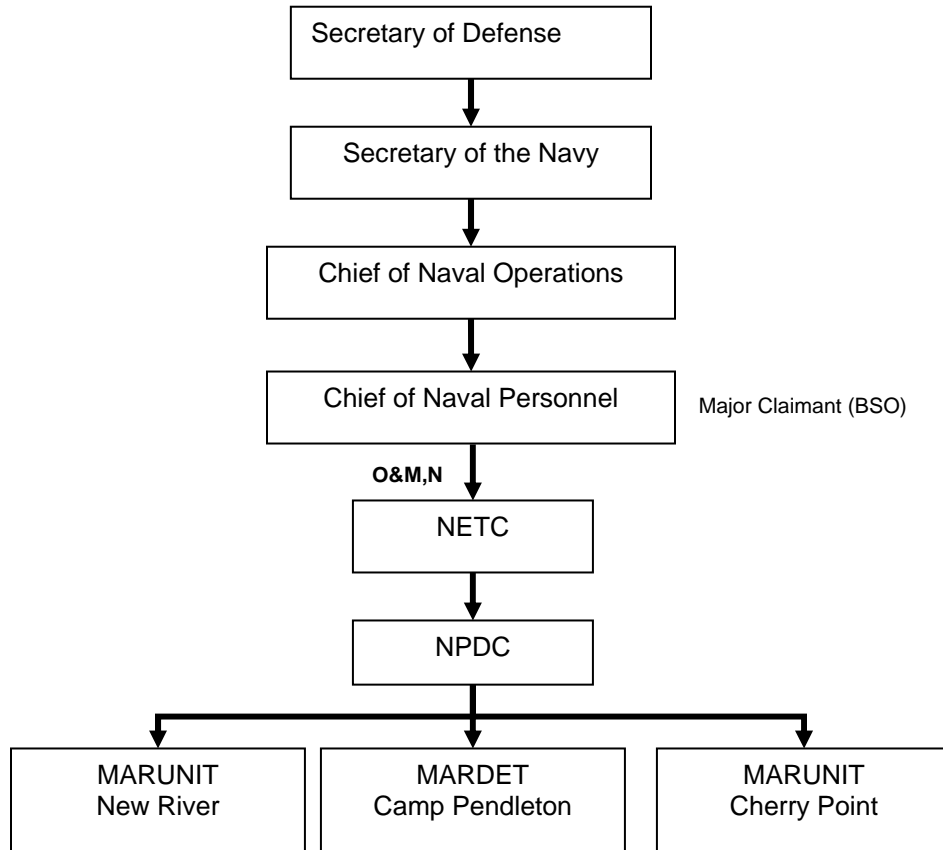 Secretary of Defense
Secretary of the Navy
Chief of Naval Operations
Chief of Naval Personnel
Major Claimant (BSO)
O&M,N
NETC
NPDC
MARUNIT
New River
MARDET
Camp Pendleton
MARUNIT
Cherry Point